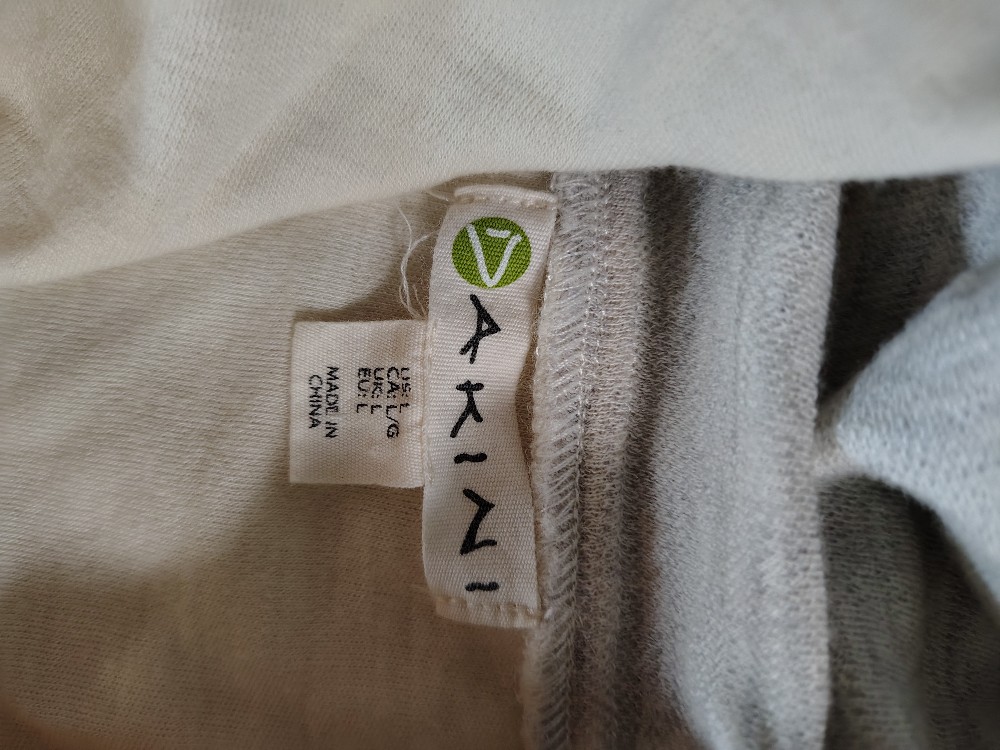 AKINI
US: L
CA: L/G
UK: L
EU: L
MADE IN
CHINA